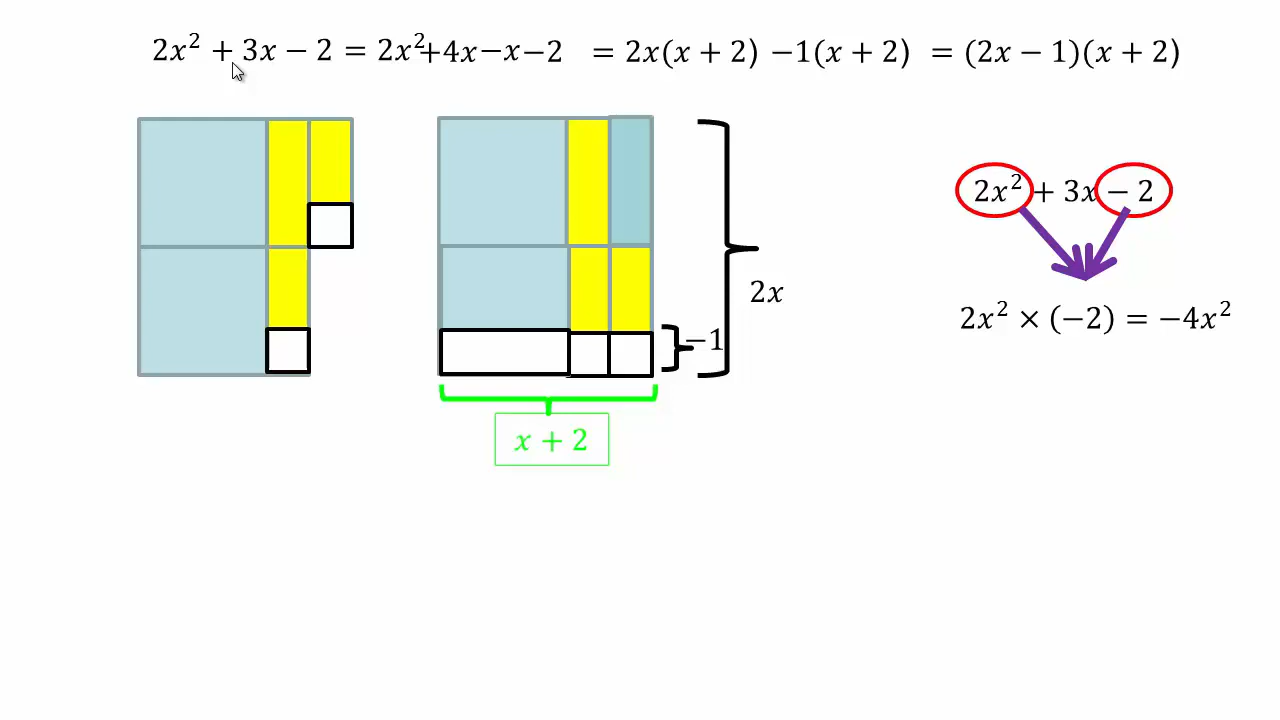 2x² + 3x − 2 = 2x²+4x−x−2 = 2x(x + 2) −1(x + 2) = (2x − 1)(x + 2)
2x² + 3x − 2
2x
2x² × (−2) = −4x²
−1
x + 2